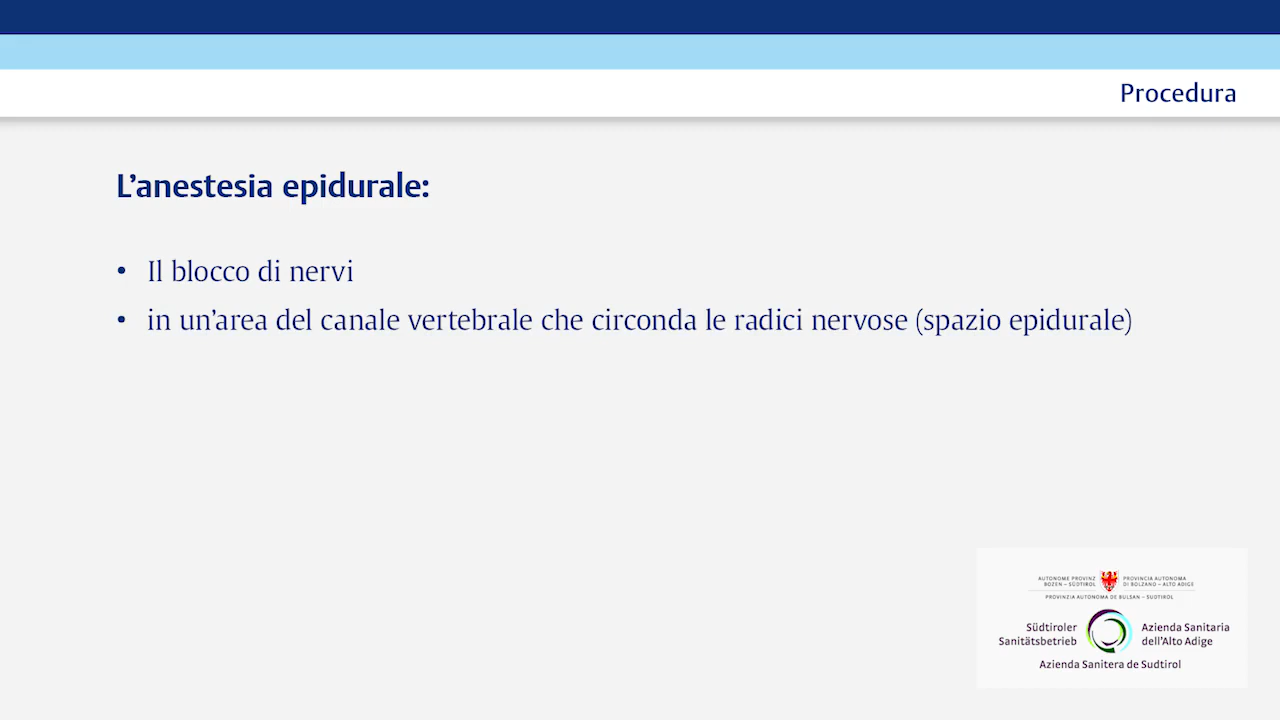 Procedura
L’anestesia epidurale:
• Il blocco di nervi
• in un’area del canale vertebrale che circonda le radici nervose (spazio epidurale)
AUTONOME PROVINZ BOZEN – SÜDTIROL
PROVINCIA AUTONOMA DI BOLZANO – ALTO ADIGE
PROVINZIA AUTONOMA DE BULSAN – SUDTIROL
Südtiroler Sanitätsbetrieb
Azienda Sanitaria dell’Alto Adige
Azienda Sanitera de Sudtirol